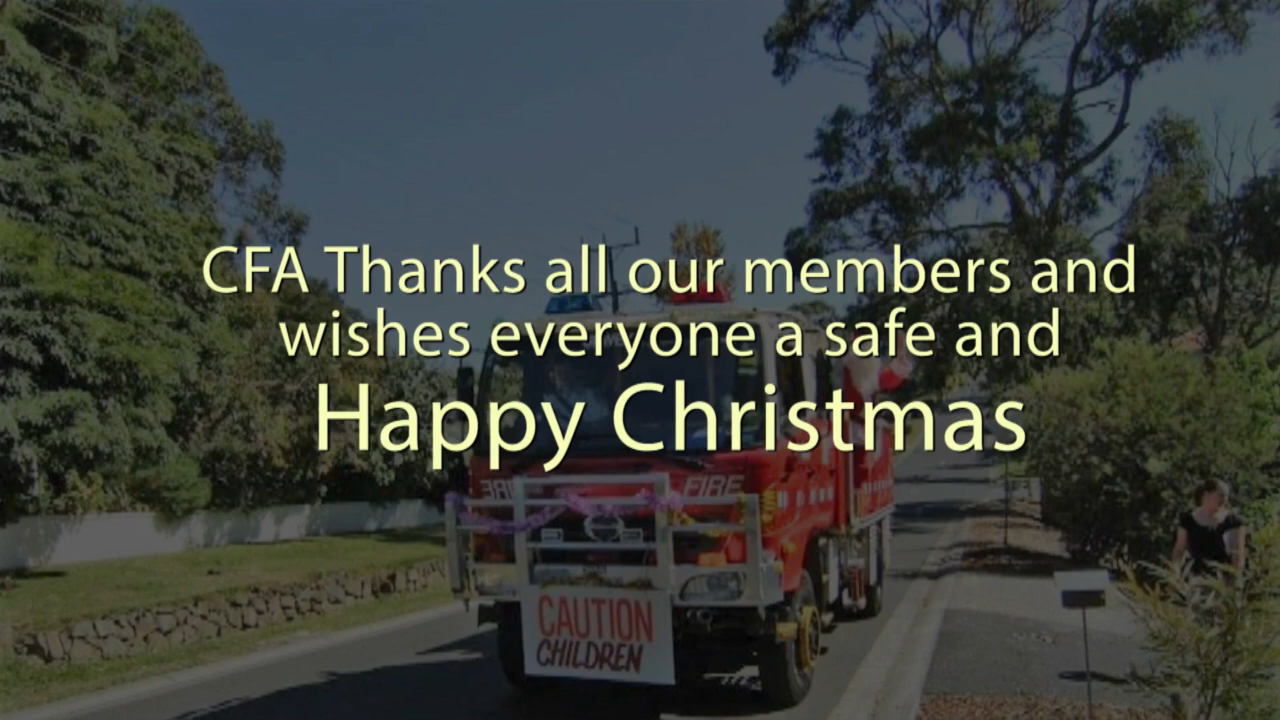 CFA Thanks all our members and
wishes everyone a safe and
Happy Christmas
FIRE
CAUTION
CHILDREN